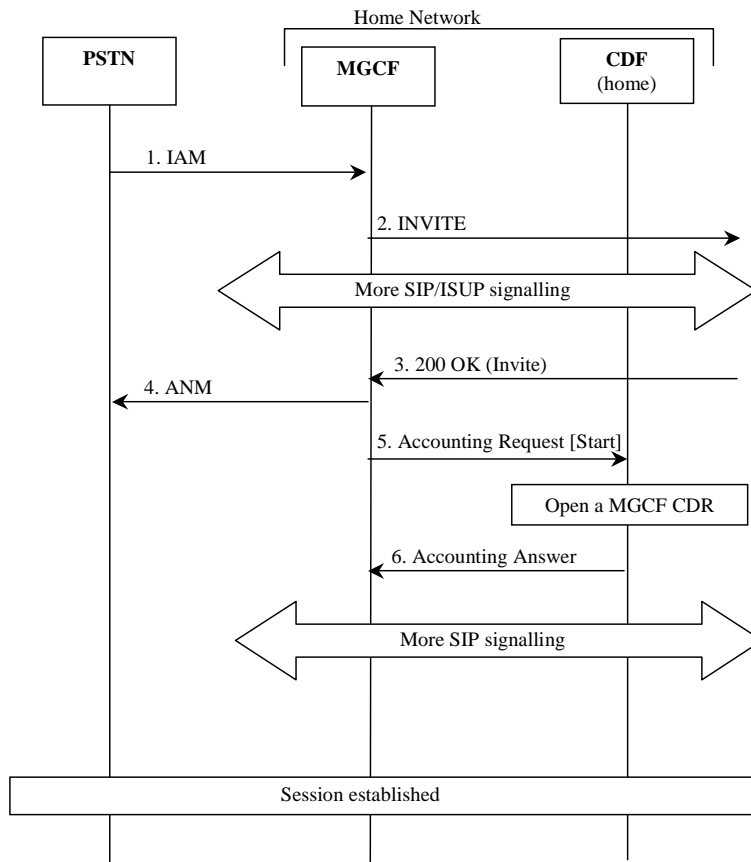 Home Network
PSTN
MGCF
CDF
(home)
1. IAM
2. INVITE
More SIP/ISUP signalling
3. 200 OK (Invite)
4. ANM
5. Accounting Request [Start]
Open a MGCF CDR
6. Accounting Answer
More SIP signalling
Session established